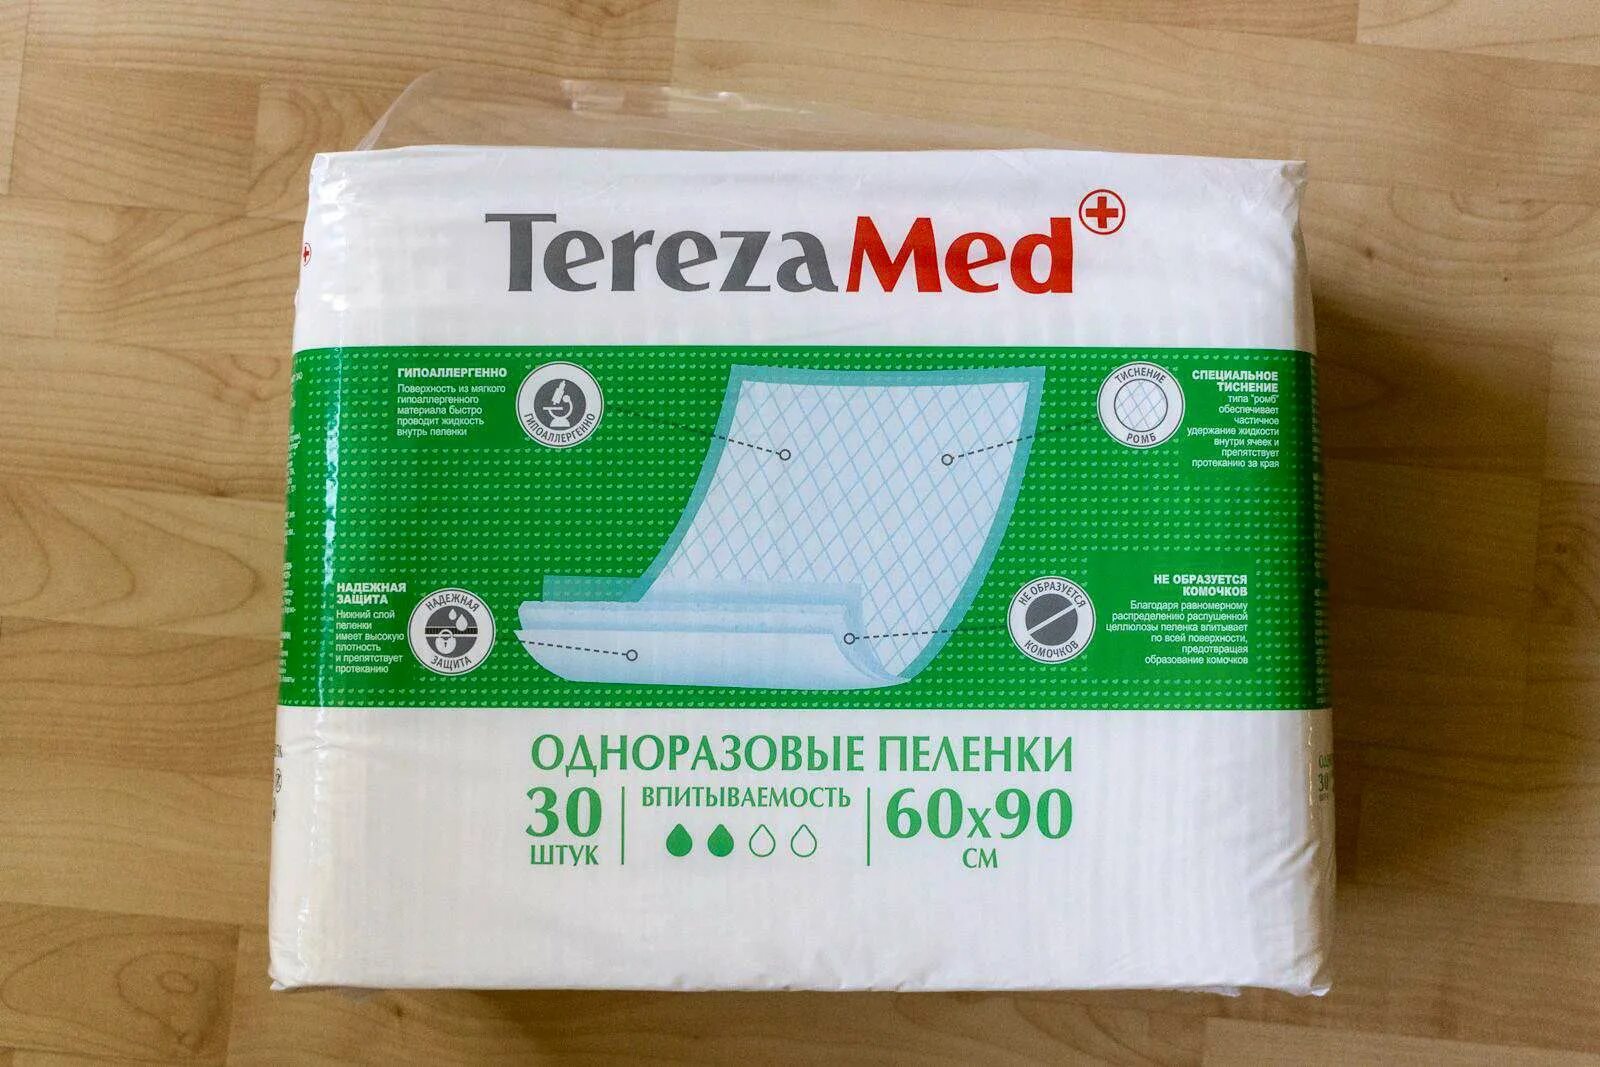 TerezaMed
ГИПОАЛЛЕРГЕННО
Поверхность из мягкого
гипоаллергенного
материала быстро
проводит жидкость
внутрь пеленки
ГИПОАЛЛЕРГЕННО
ТИСНЕНИЕ
РОМБ
СПЕЦИАЛЬНОЕ
ТИСНЕНИЕ
типа "ромб"
обеспечивает
частичное
удержание жидкости
внутри ячеек и
препятствует
протеканию за края
НАДЕЖНАЯ
ЗАЩИТА
Нижний слой
пеленки
имеет высокую
плотность
и препятствует
протеканию
НАДЕЖНАЯ
ЗАЩИТА
НЕ ОБРАЗУЕТСЯ
КОМОЧКОВ
НЕ ОБРАЗУЕТСЯ
КОМОЧКОВ
Благодаря равномерному
распределению распушенной
целлюлозы пеленка впитывает
по всей поверхности,
предотвращая
образование комочков
ОДНОРАЗОВЫЕ ПЕЛЕНКИ
30
ШТУК
ВПИТЫВАЕМОСТЬ
60х90
СМ